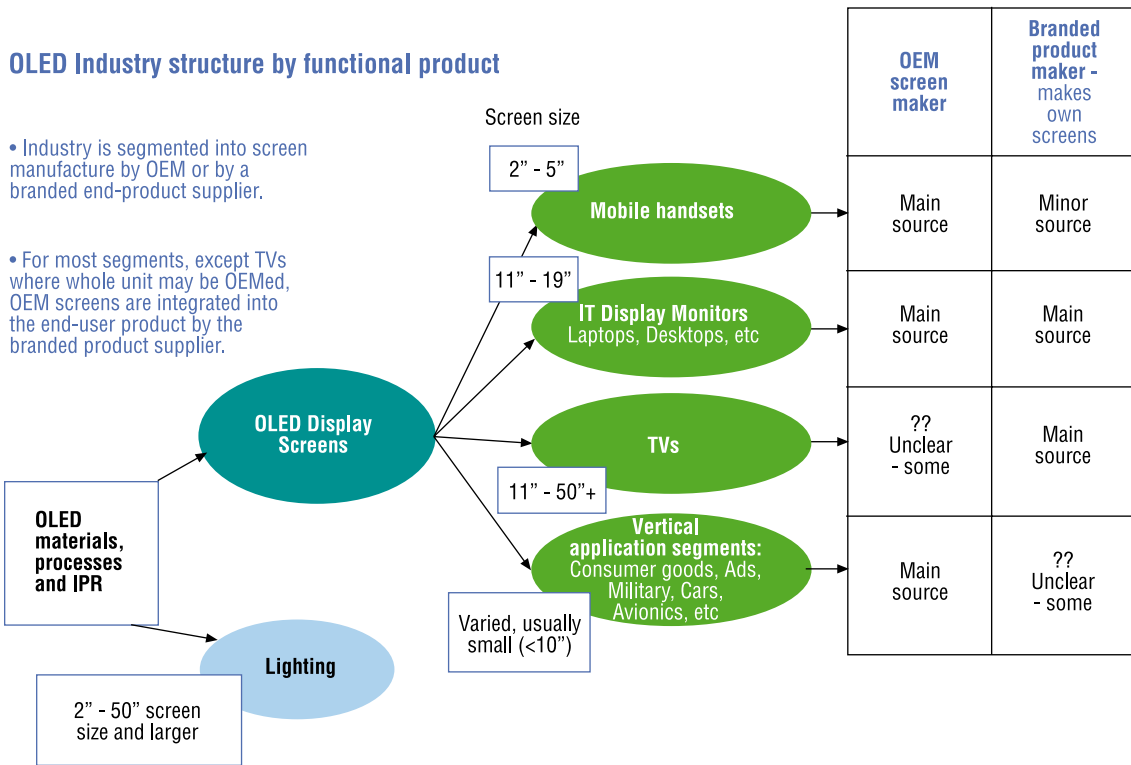 OLED Industry structure by functional product
• Industry is segmented into screen
manufacture by OEM or by a
branded end-product supplier.
• For most segments, except TVs
where whole unit may be OEMed,
OEM screens are integrated into
the end-user product by the
branded product supplier.
OEM
screen
maker
Branded
product
maker -
makes
own
screens
Screen size
2” - 5”
Mobile handsets
Main
source
Minor
source
11” - 19”
IT Display Monitors
Laptops, Desktops, etc
Main
source
Main
source
OLED Display
Screens
TVs
11” - 50”+
??
Unclear
- some
Main
source
Vertical
application segments:
Consumer goods, Ads,
Military, Cars,
Avionics, etc
Varied, usually
small (<10”)
Main
source
??
Unclear
- some
OLED
materials,
processes
and IPR
Lighting
2” - 50” screen
size and larger